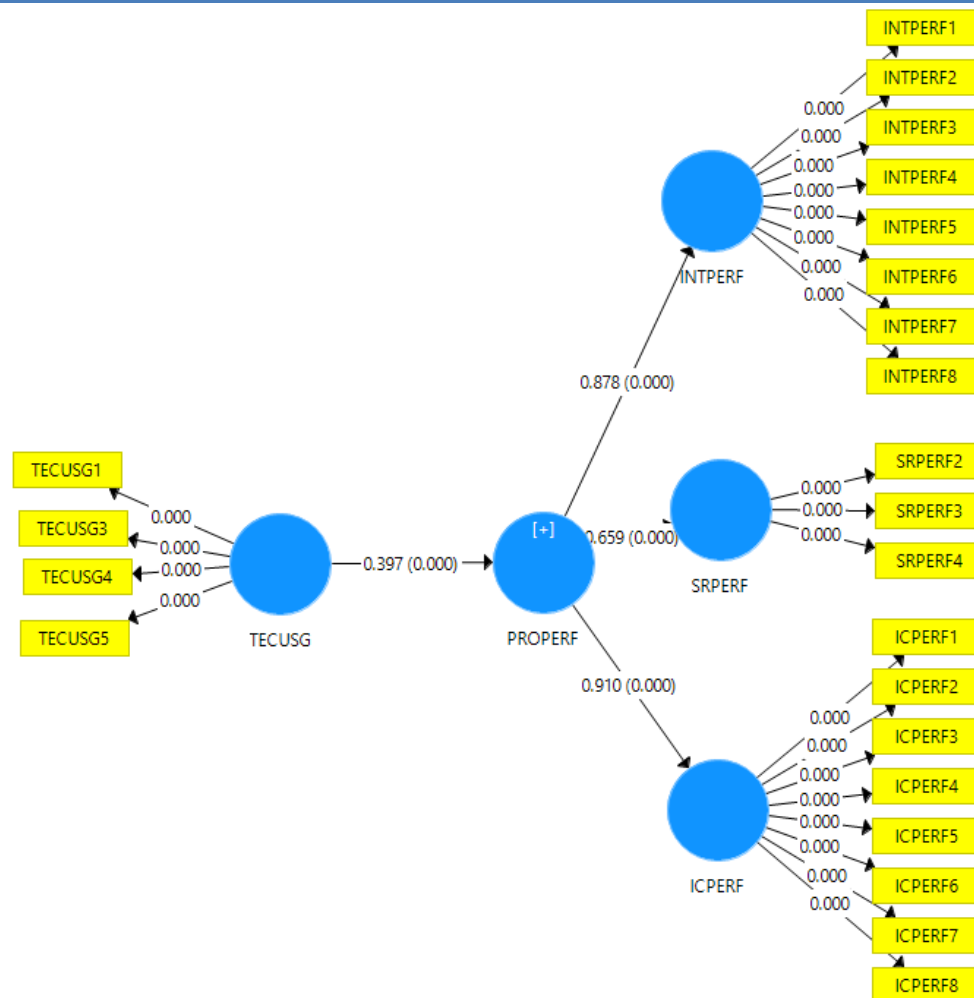 INTPERF1
INTPERF2
INTPERF3
INTPERF4
INTPERF5
INTPERF6
INTPERF7
INTPERF8
0.000
0.000
0.000
0.000
0.000
0.000
0.000
0.000
INTPERF
0.878 (0.000)
TECUSG1
TECUSG3
TECUSG4
TECUSG5
0.000
0.000
0.000
0.000
TECUSG
0.397 (0.000)
[+]
PROPERF
0.659 (0.000)
SRPERF
0.000
0.000
0.000
SRPERF2
SRPERF3
SRPERF4
0.910 (0.000)
ICPERF
0.000
0.000
0.000
0.000
0.000
0.000
0.000
0.000
ICPERF1
ICPERF2
ICPERF3
ICPERF4
ICPERF5
ICPERF6
ICPERF7
ICPERF8